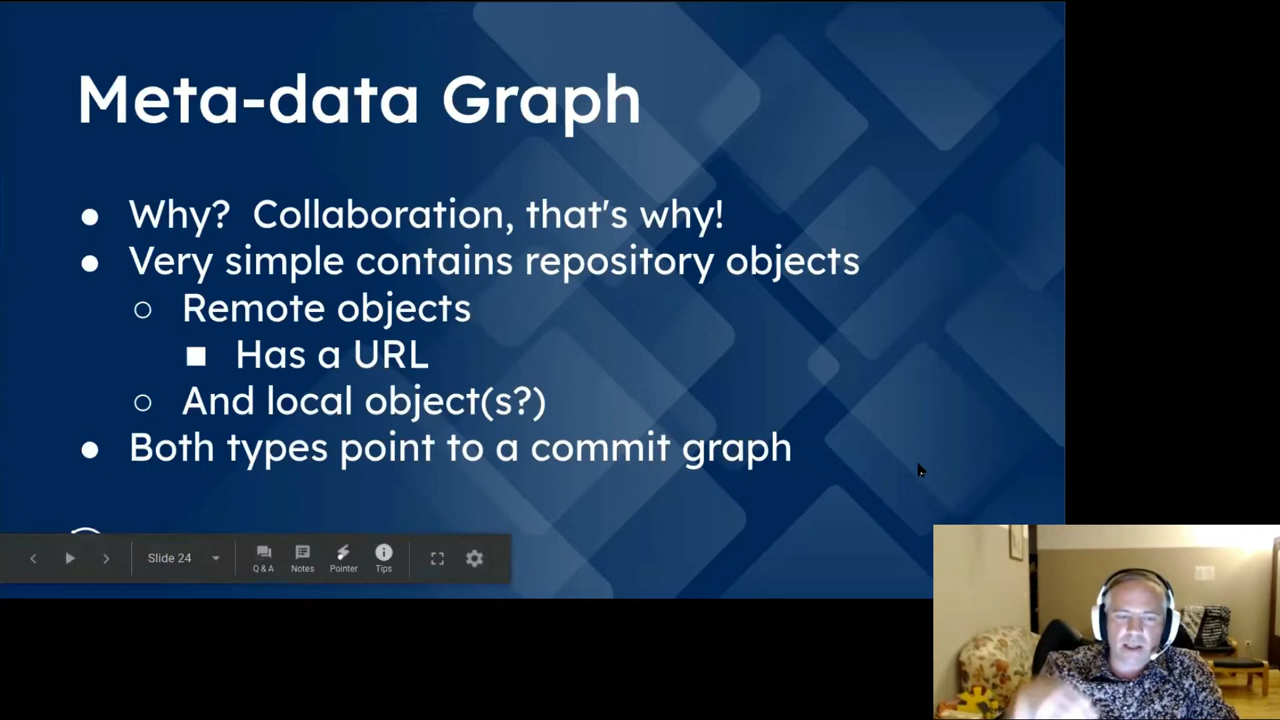 Meta-data Graph
● Why?  Collaboration, that's why!
● Very simple contains repository objects
○ Remote objects
■ Has a URL
○ And local object(s?)
● Both types point to a commit graph
Slide 24
Q & A Notes Pointer Tips